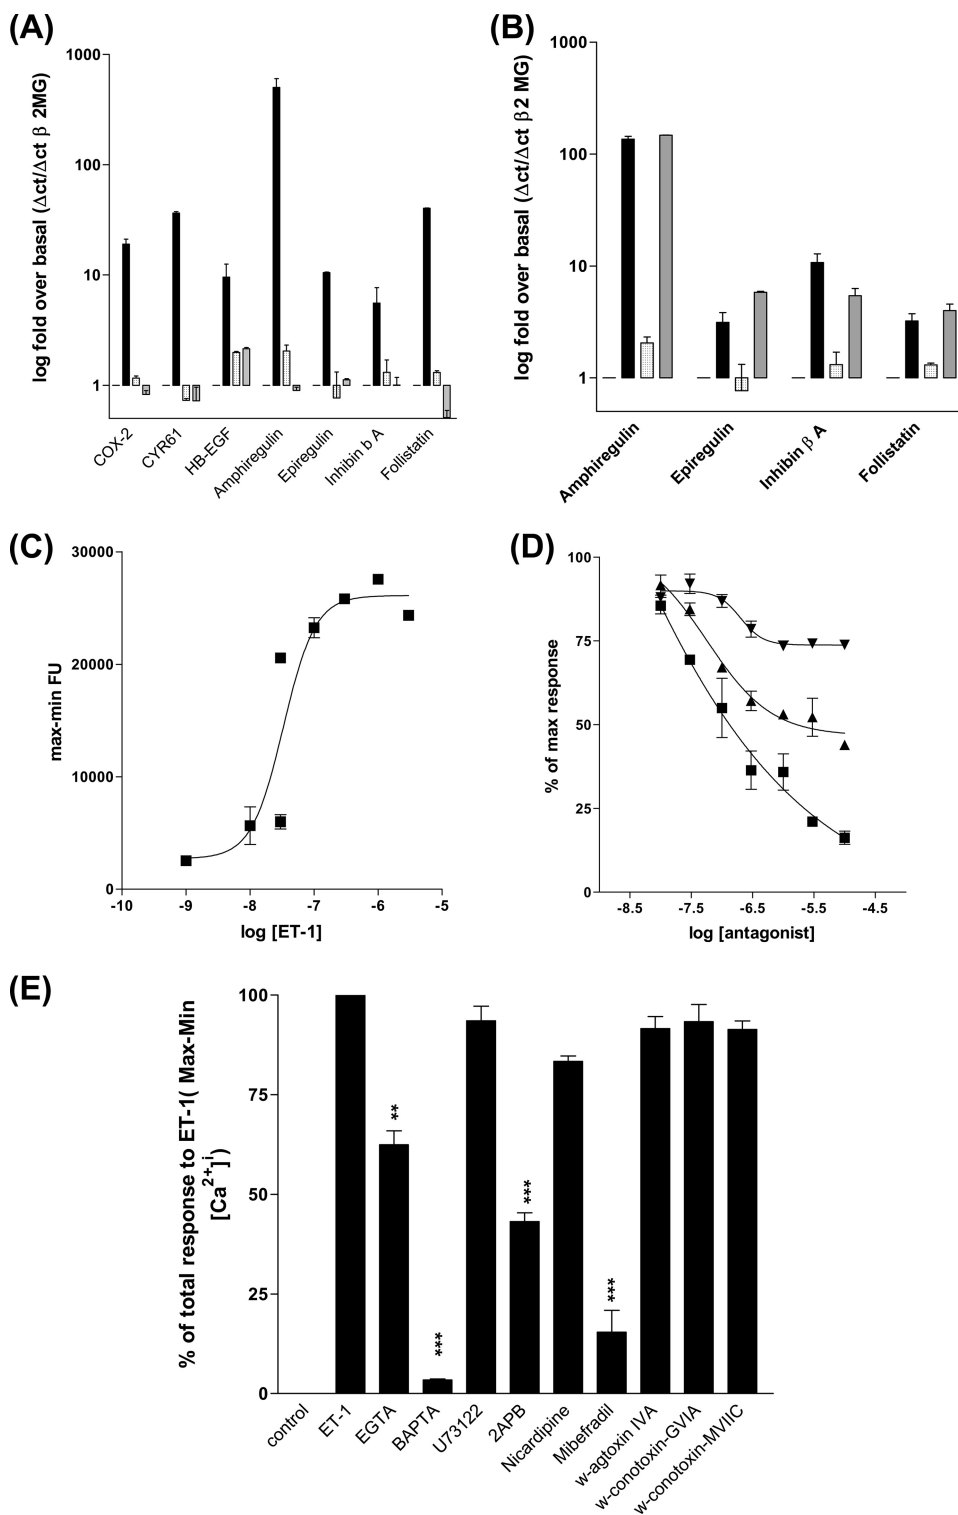 (A)
log fold over basal (Δct/Δct β 2MG)
1000
100
10
1
COX-2
CYR61
HB-EGF
Amphiregulin
Epiregulin
Inhibin b A
Follistatin
(B)
log fold over basal (Δct/Δct β2 MG)
1000
100
10
1
Amphiregulin
Epiregulin
Inhibin β A
Follistatin
(C)
max-min FU
30000
20000
10000
0
-10 -9 -8 -7 -6 -5
log [ET-1]
(D)
% of max response
100
75
50
25
0
-8.5 -7.5 -6.5 -5.5 -4.5
log [antagonist]
(E)
% of total response to ET-1( Max-Min
[Ca2+]i)
100
75
50
25
0
**
***
***
***
control
ET-1
EGTA
BAPTA
U73122
2APB
Nicardipine
Mibefradil
w-agtoxin IVA
w-conotoxin-GVIA
w-conotoxin-MVIIC